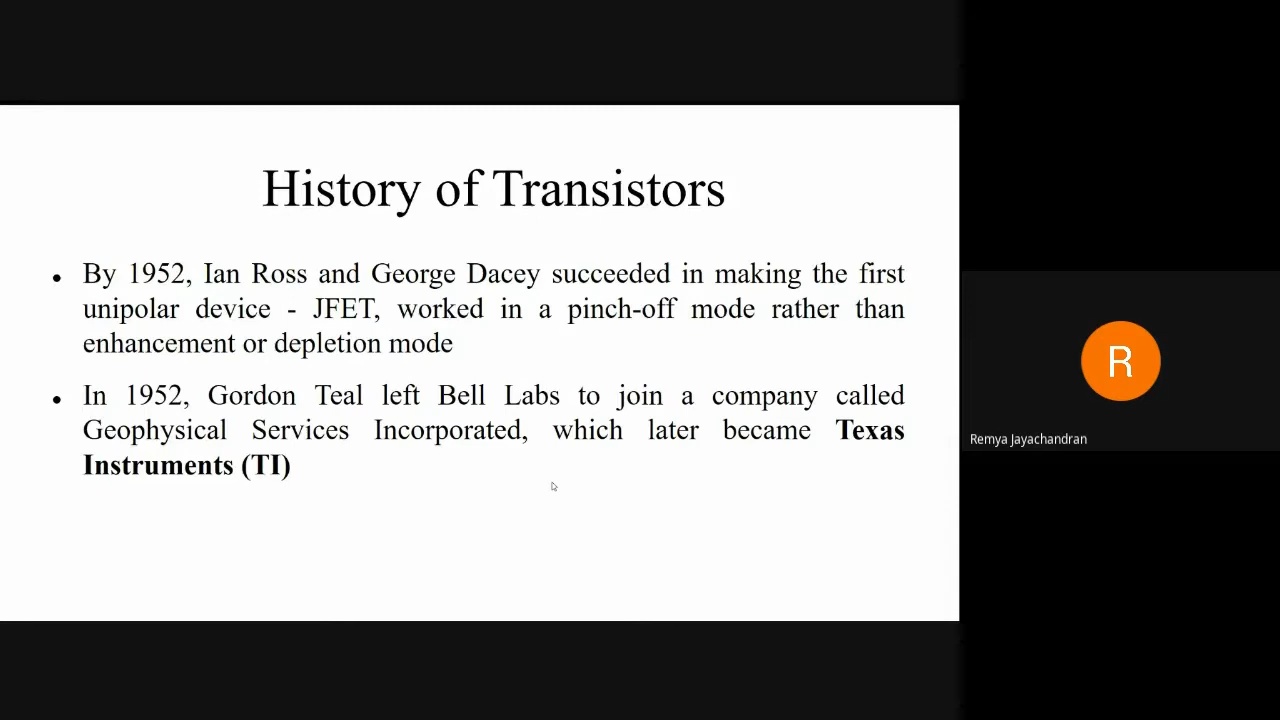 History of Transistors
• By 1952, Ian Ross and George Dacey succeeded in making the first
unipolar device - JFET, worked in a pinch-off mode rather than
enhancement or depletion mode
• In 1952, Gordon Teal left Bell Labs to join a company called
Geophysical Services Incorporated, which later became Texas
Instruments (TI)
R
Remya Jayachandran